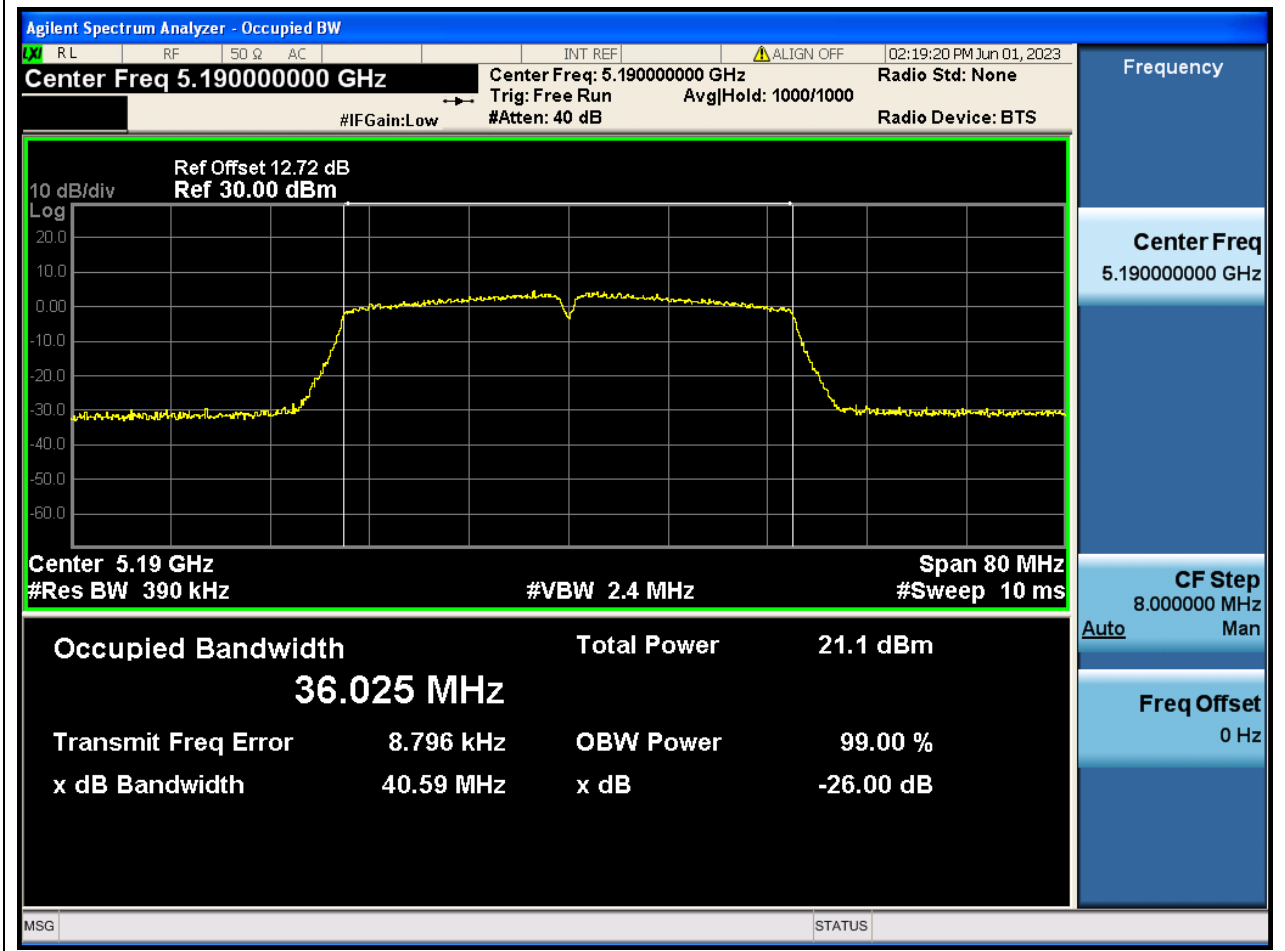 Agilent Spectrum Analyzer - Occupied BW
LXI RL RF 50 Ω AC INT REF ALIGN OFF 02:19:20 PM Jun 01, 2023
Center Freq 5.190000000 GHz
Center Freq: 5.190000000 GHz Radio Std: None
Trig: Free Run Avg|Hold: 1000/1000
#IFGain:Low #Atten: 40 dB Radio Device: BTS
Ref Offset 12.72 dB
10 dB/div Ref 30.00 dBm
Log
20.0
10.0
0.00
-10.0
-20.0
-30.0
-40.0
-50.0
-60.0
Center 5.19 GHz Span 80 MHz
#Res BW 390 kHz #VBW 2.4 MHz #Sweep 10 ms
Occupied Bandwidth Total Power 21.1 dBm
36.025 MHz
Transmit Freq Error 8.796 kHz OBW Power 99.00 %
x dB Bandwidth 40.59 MHz x dB -26.00 dB
Frequency
Center Freq
5.190000000 GHz
CF Step
8.000000 MHz
Auto Man
Freq Offset
0 Hz
MSG STATUS